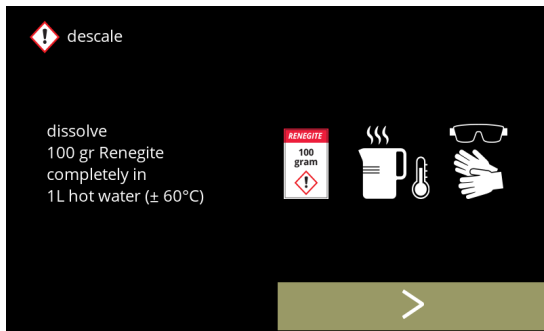 descale
dissolve
100 gr Renegite
completely in
1L hot water (± 60°C)
RENEGITE
100
gram